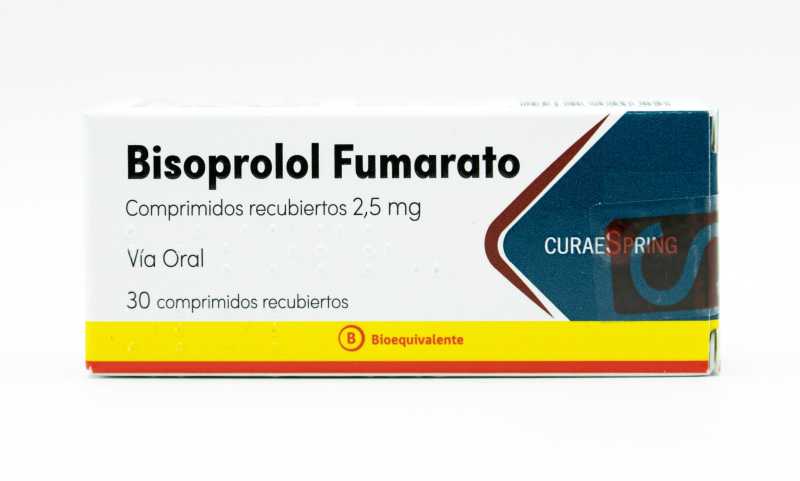 Bisoprolol Fumarato
Comprimidos recubiertos 2,5 mg
Vía Oral
30 comprimidos recubiertos
CURAESPRING
B Bioequivalente